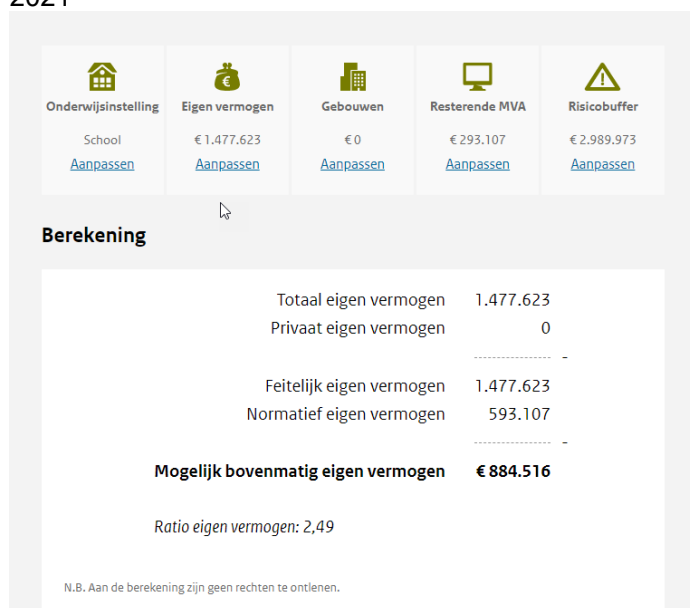 2021
Onderwijsinstelling
School
Aanpassen
Eigen vermogen
€ 1.477.623
Aanpassen
Gebouwen
€ 0
Aanpassen
Resterende MVA
€ 293.107
Aanpassen
Risicobuffer
€ 2.989.973
Aanpassen
Berekening
Totaal eigen vermogen 1.477.623
Privaat eigen vermogen 0
----------------- -
Feitelijk eigen vermogen 1.477.623
Normatief eigen vermogen 593.107
----------------- -
Mogelijk bovenmatig eigen vermogen € 884.516
Ratio eigen vermogen: 2,49
N.B. Aan de berekening zijn geen rechten te ontlenen.